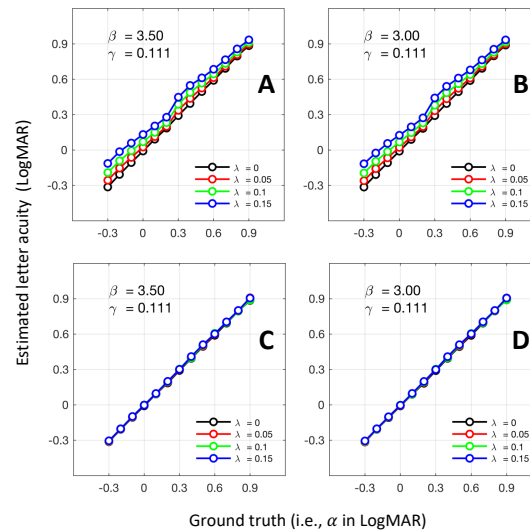 β = 3.50
γ = 0.111
A
0.9
0.6
0.3
0
-0.3
λ = 0
λ = 0.05
λ = 0.1
λ = 0.15
-0.3 0 0.3 0.6 0.9
β = 3.00
γ = 0.111
B
0.9
0.6
0.3
0
-0.3
λ = 0
λ = 0.05
λ = 0.1
λ = 0.15
-0.3 0 0.3 0.6 0.9
Estimated letter acuity (LogMAR)
β = 3.50
γ = 0.111
C
0.9
0.6
0.3
0
-0.3
λ = 0
λ = 0.05
λ = 0.1
λ = 0.15
-0.3 0 0.3 0.6 0.9
β = 3.00
γ = 0.111
D
0.9
0.6
0.3
0
-0.3
λ = 0
λ = 0.05
λ = 0.1
λ = 0.15
-0.3 0 0.3 0.6 0.9
Ground truth (i.e., α in LogMAR)